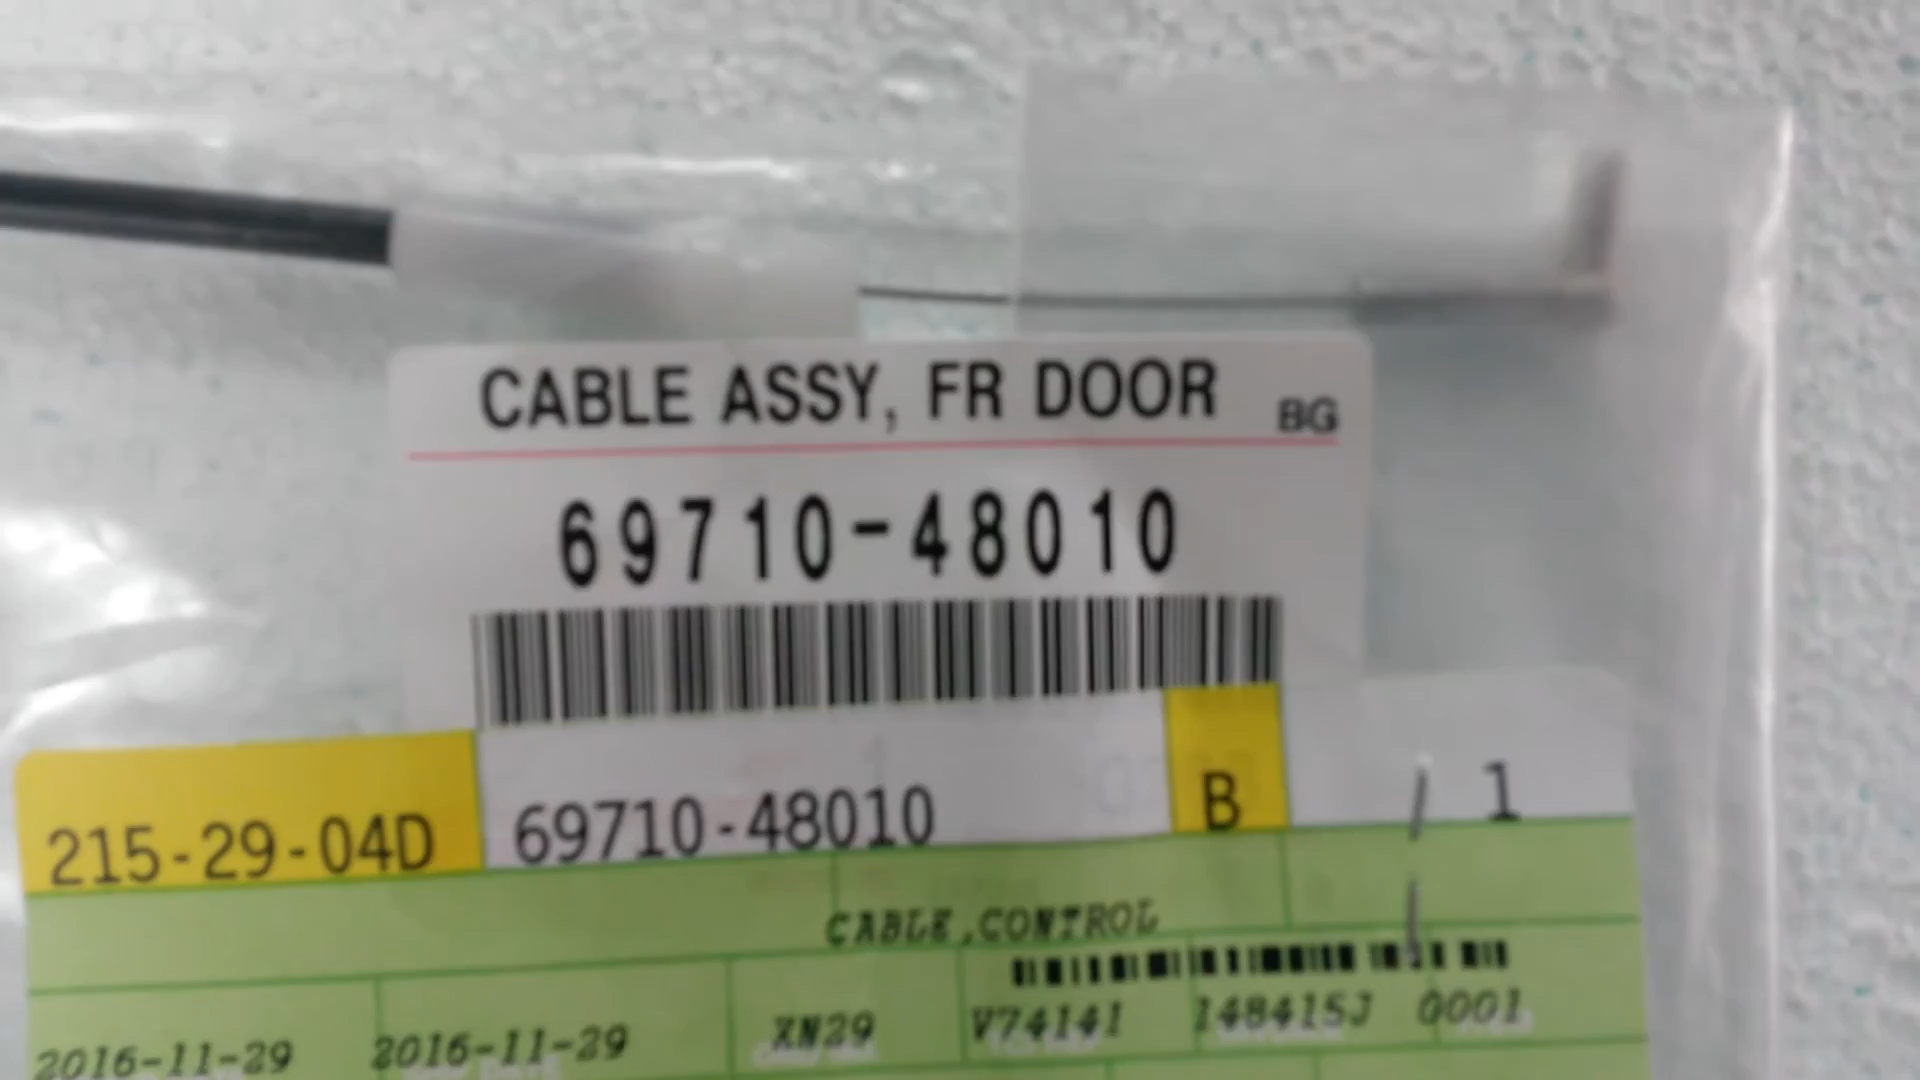 CABLE ASSY, FR DOOR BG
69710-48010
215-29-04D 69710-48010 B / 1
CABLE,CONTROL
2016-11-29 2016-11-29 XN29 V74141 148415J 0001